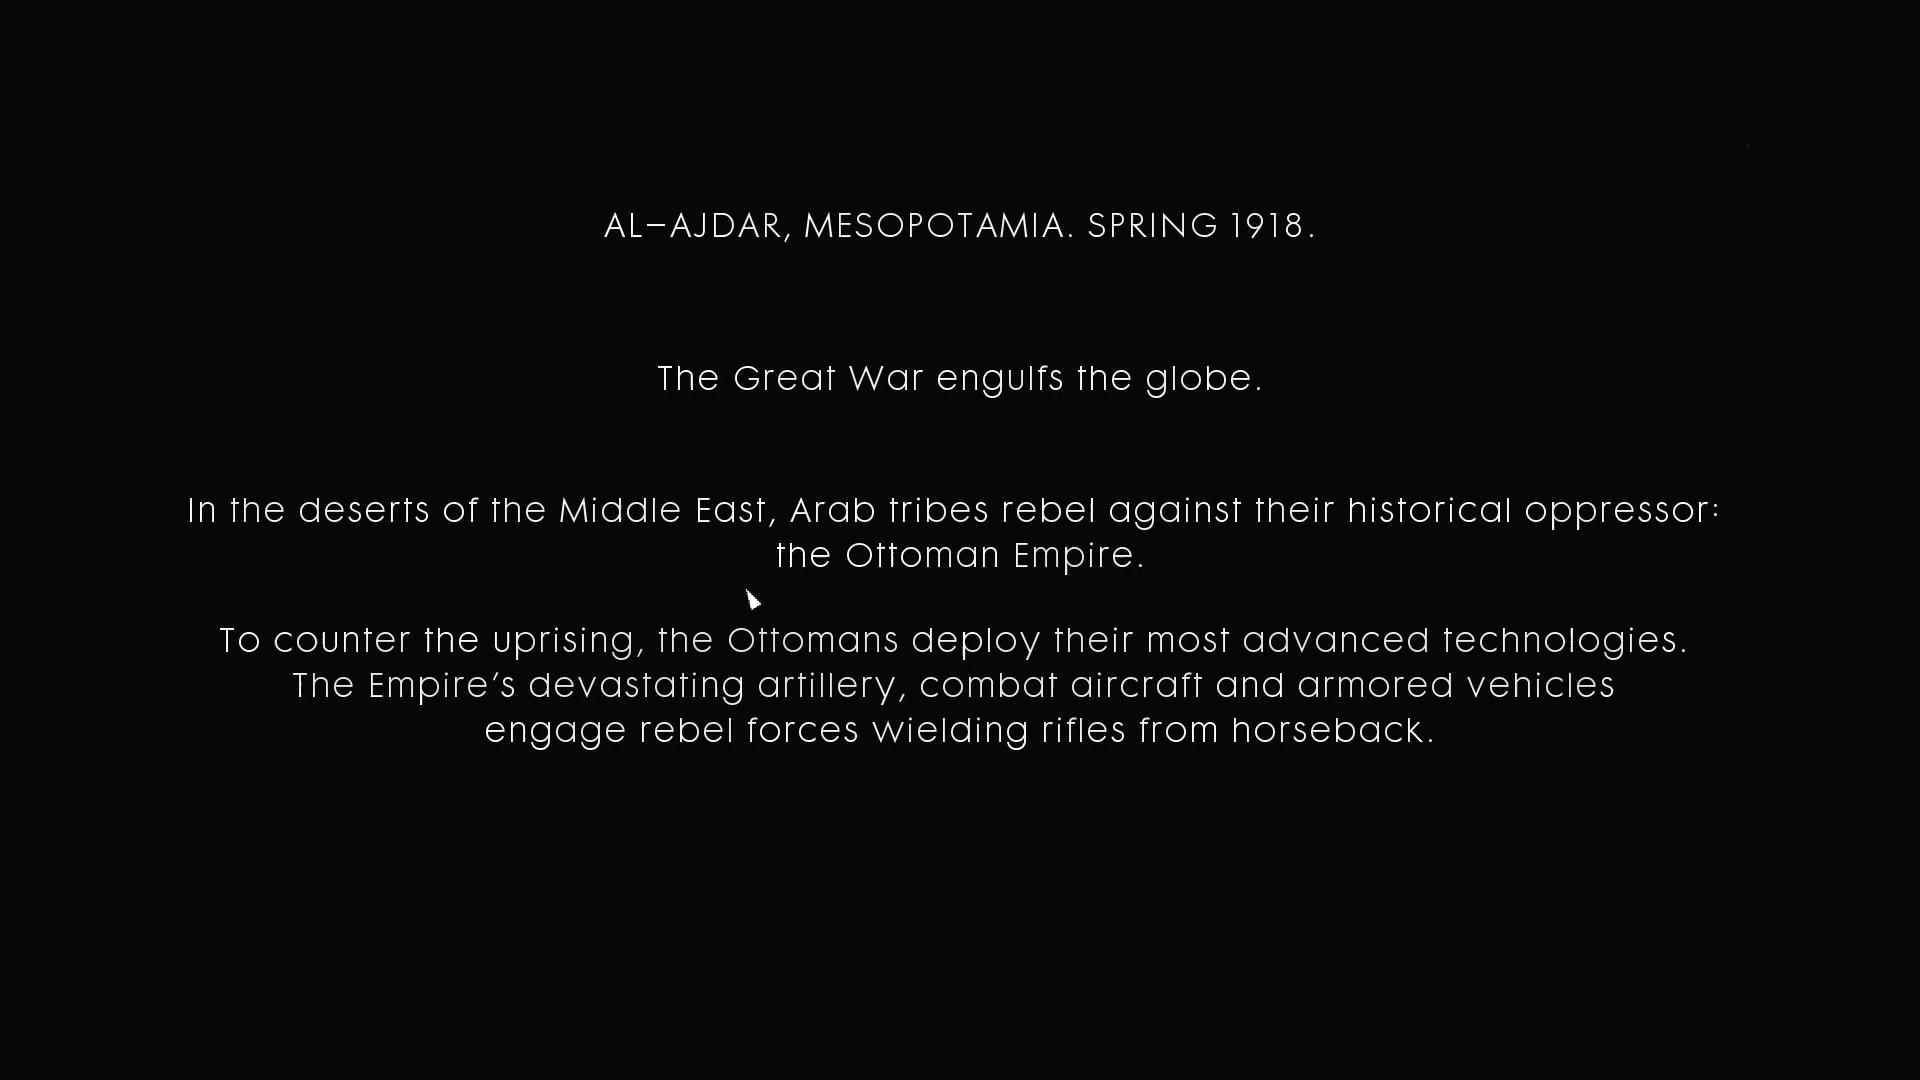 AL–AJDAR, MESOPOTAMIA. SPRING 1918.
The Great War engulfs the globe.
In the deserts of the Middle East, Arab tribes rebel against their historical oppressor:
the Ottoman Empire.
To counter the uprising, the Ottomans deploy their most advanced technologies.
The Empire’s devastating artillery, combat aircraft and armored vehicles
engage rebel forces wielding rifles from horseback.